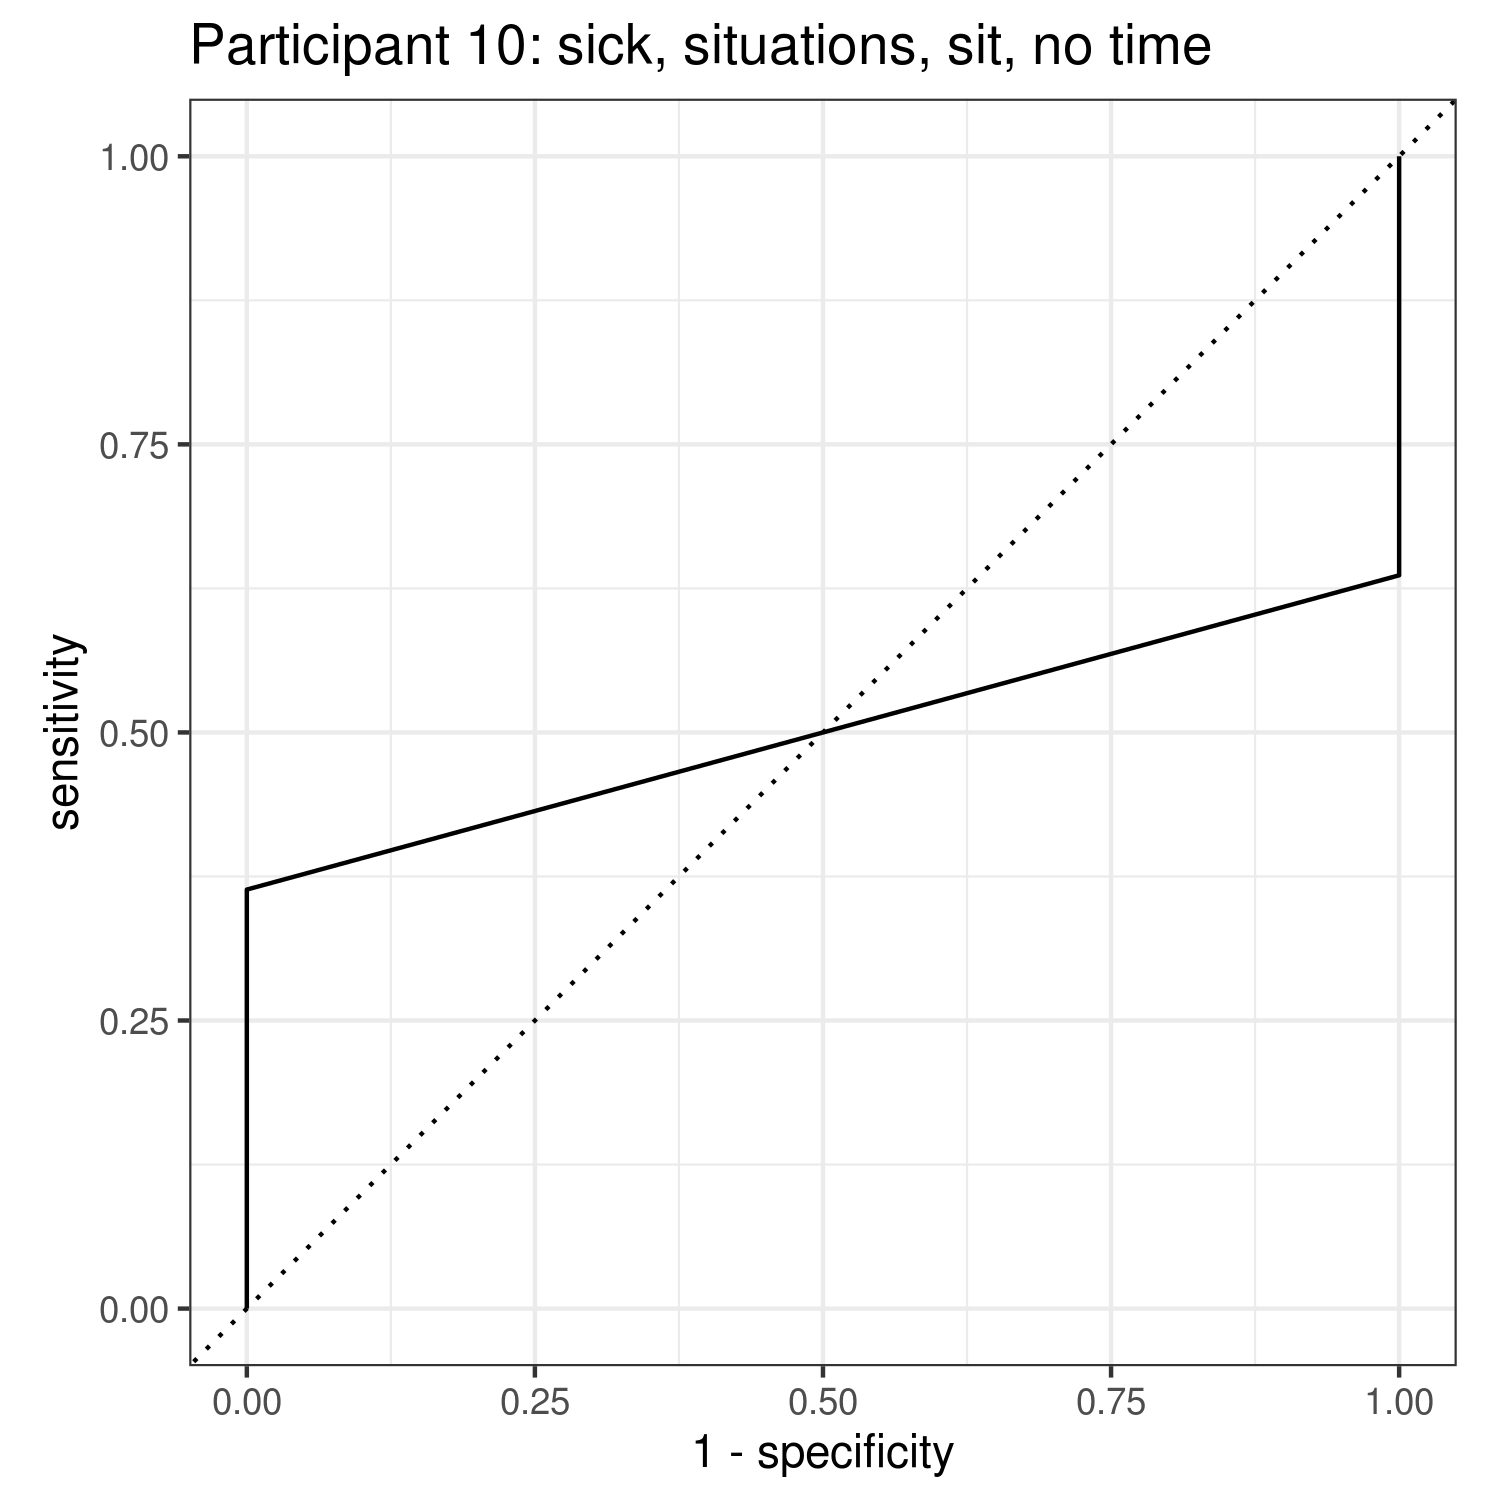 Participant 10: sick, situations, sit, no time
1.00
0.75
0.50
0.25
0.00
sensitivity
0.00 0.25 0.50 0.75 1.00
1 - specificity